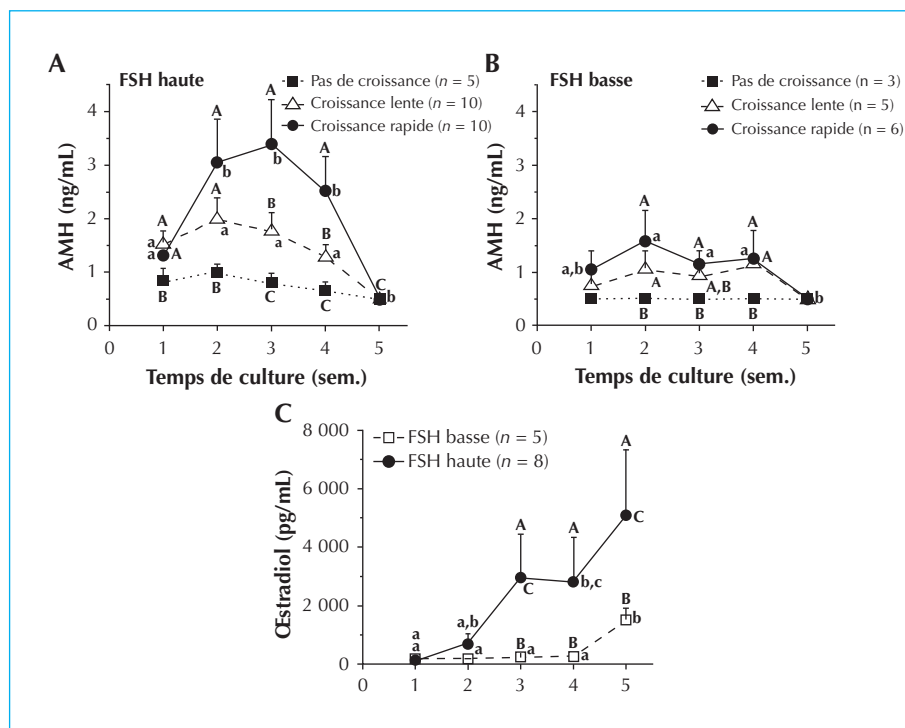 A
FSH haute
Pas de croissance (n = 5)
Croissance lente (n = 10)
Croissance rapide (n = 10)
AMH (ng/mL)
4
3
2
1
0
A
A
A
A
A
B
B
b
b
b
a
a
a
a
a
A
B
B
C
C
C
b
0 1 2 3 4 5
Temps de culture (sem.)
B
FSH basse
Pas de croissance (n = 3)
Croissance lente (n = 5)
Croissance rapide (n = 6)
AMH (ng/mL)
4
3
2
1
0
a,b
A
a
A
a
A
a
A
A
A,B
B
B
B
b
0 1 2 3 4 5
Temps de culture (sem.)
C
FSH basse (n = 5)
FSH haute (n = 8)
Œstradiol (pg/mL)
8 000
6 000
4 000
2 000
0
a
a
a,b
a
A
C
B
a
A
b,c
B
a
A
C
B
b
0 1 2 3 4 5